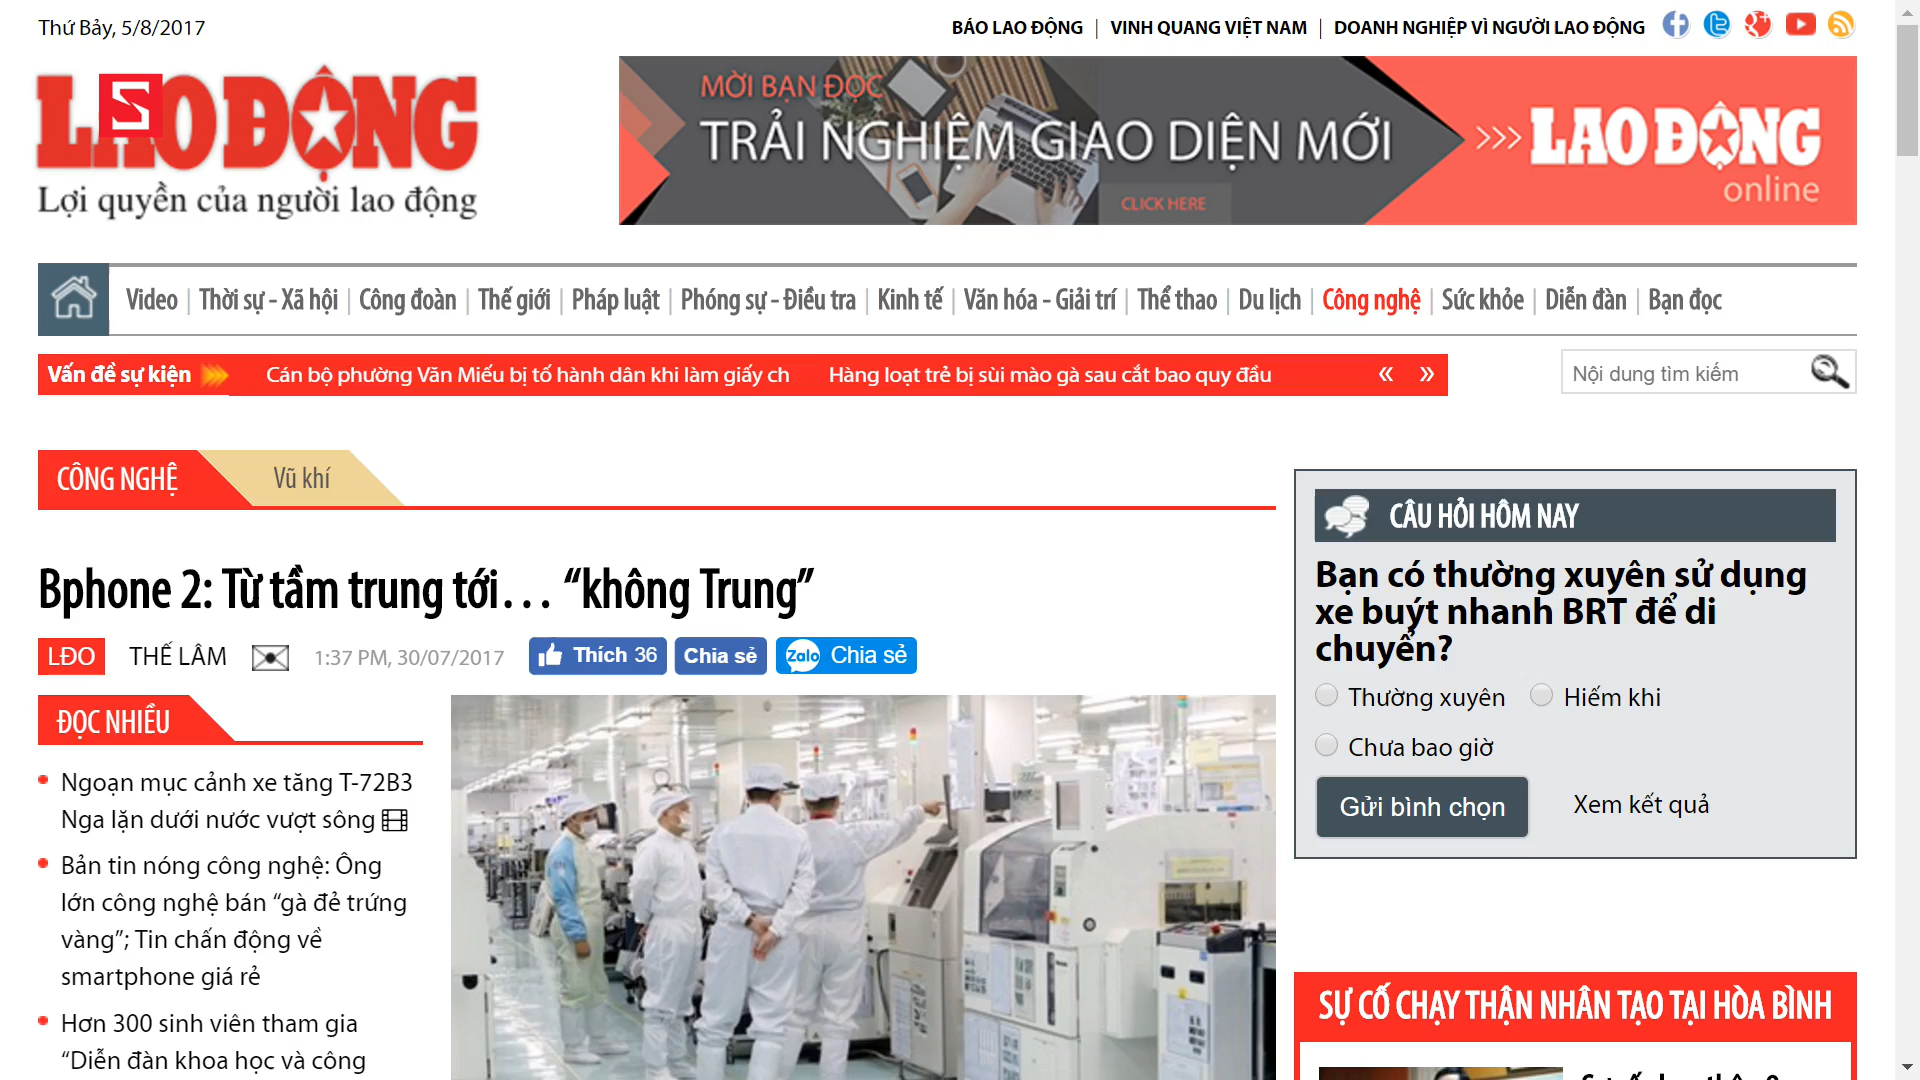 Thứ Bảy, 5/8/2017
BÁO LAO ĐỘNG | VINH QUANG VIỆT NAM | DOANH NGHIỆP VÌ NGƯỜI LAO ĐỘNG
LAO ĐỘNG
Lợi quyền của người lao động
MỜI BẠN ĐỌC
TRẢI NGHIỆM GIAO DIỆN MỚI
CLICK HERE
>>> LAO ĐỘNG
online
Video | Thời sự - Xã hội | Công đoàn | Thế giới | Pháp luật | Phóng sự - Điều tra | Kinh tế | Văn hóa - Giải trí | Thể thao | Du lịch | Công nghệ | Sức khỏe | Diễn đàn | Bạn đọc
Vấn đề sự kiện
Cán bộ phường Văn Miếu bị tố hành dân khi làm giấy ch
Hàng loạt trẻ bị sùi mào gà sau cắt bao quy đầu
« »
Nội dung tìm kiếm
CÔNG NGHỆ
Vũ khí
Bphone 2: Từ tầm trung tới… “không Trung”
LĐO THẾ LÂM 1:37 PM, 30/07/2017 Thích 36 Chia sẻ Zalo Chia sẻ
ĐỌC NHIỀU
Ngoạn mục cảnh xe tăng T-72B3
Nga lặn dưới nước vượt sông
Bản tin nóng công nghệ: Ông
lớn công nghệ bán “gà đẻ trứng
vàng”; Tin chấn động về
smartphone giá rẻ
Hơn 300 sinh viên tham gia
“Diễn đàn khoa học và công
CÂU HỎI HÔM NAY
Bạn có thường xuyên sử dụng
xe buýt nhanh BRT để di
chuyển?
Thường xuyên Hiếm khi
Chưa bao giờ
Gửi bình chọn Xem kết quả
SỰ CỐ CHẠY THẬN NHÂN TẠO TẠI HÒA BÌNH